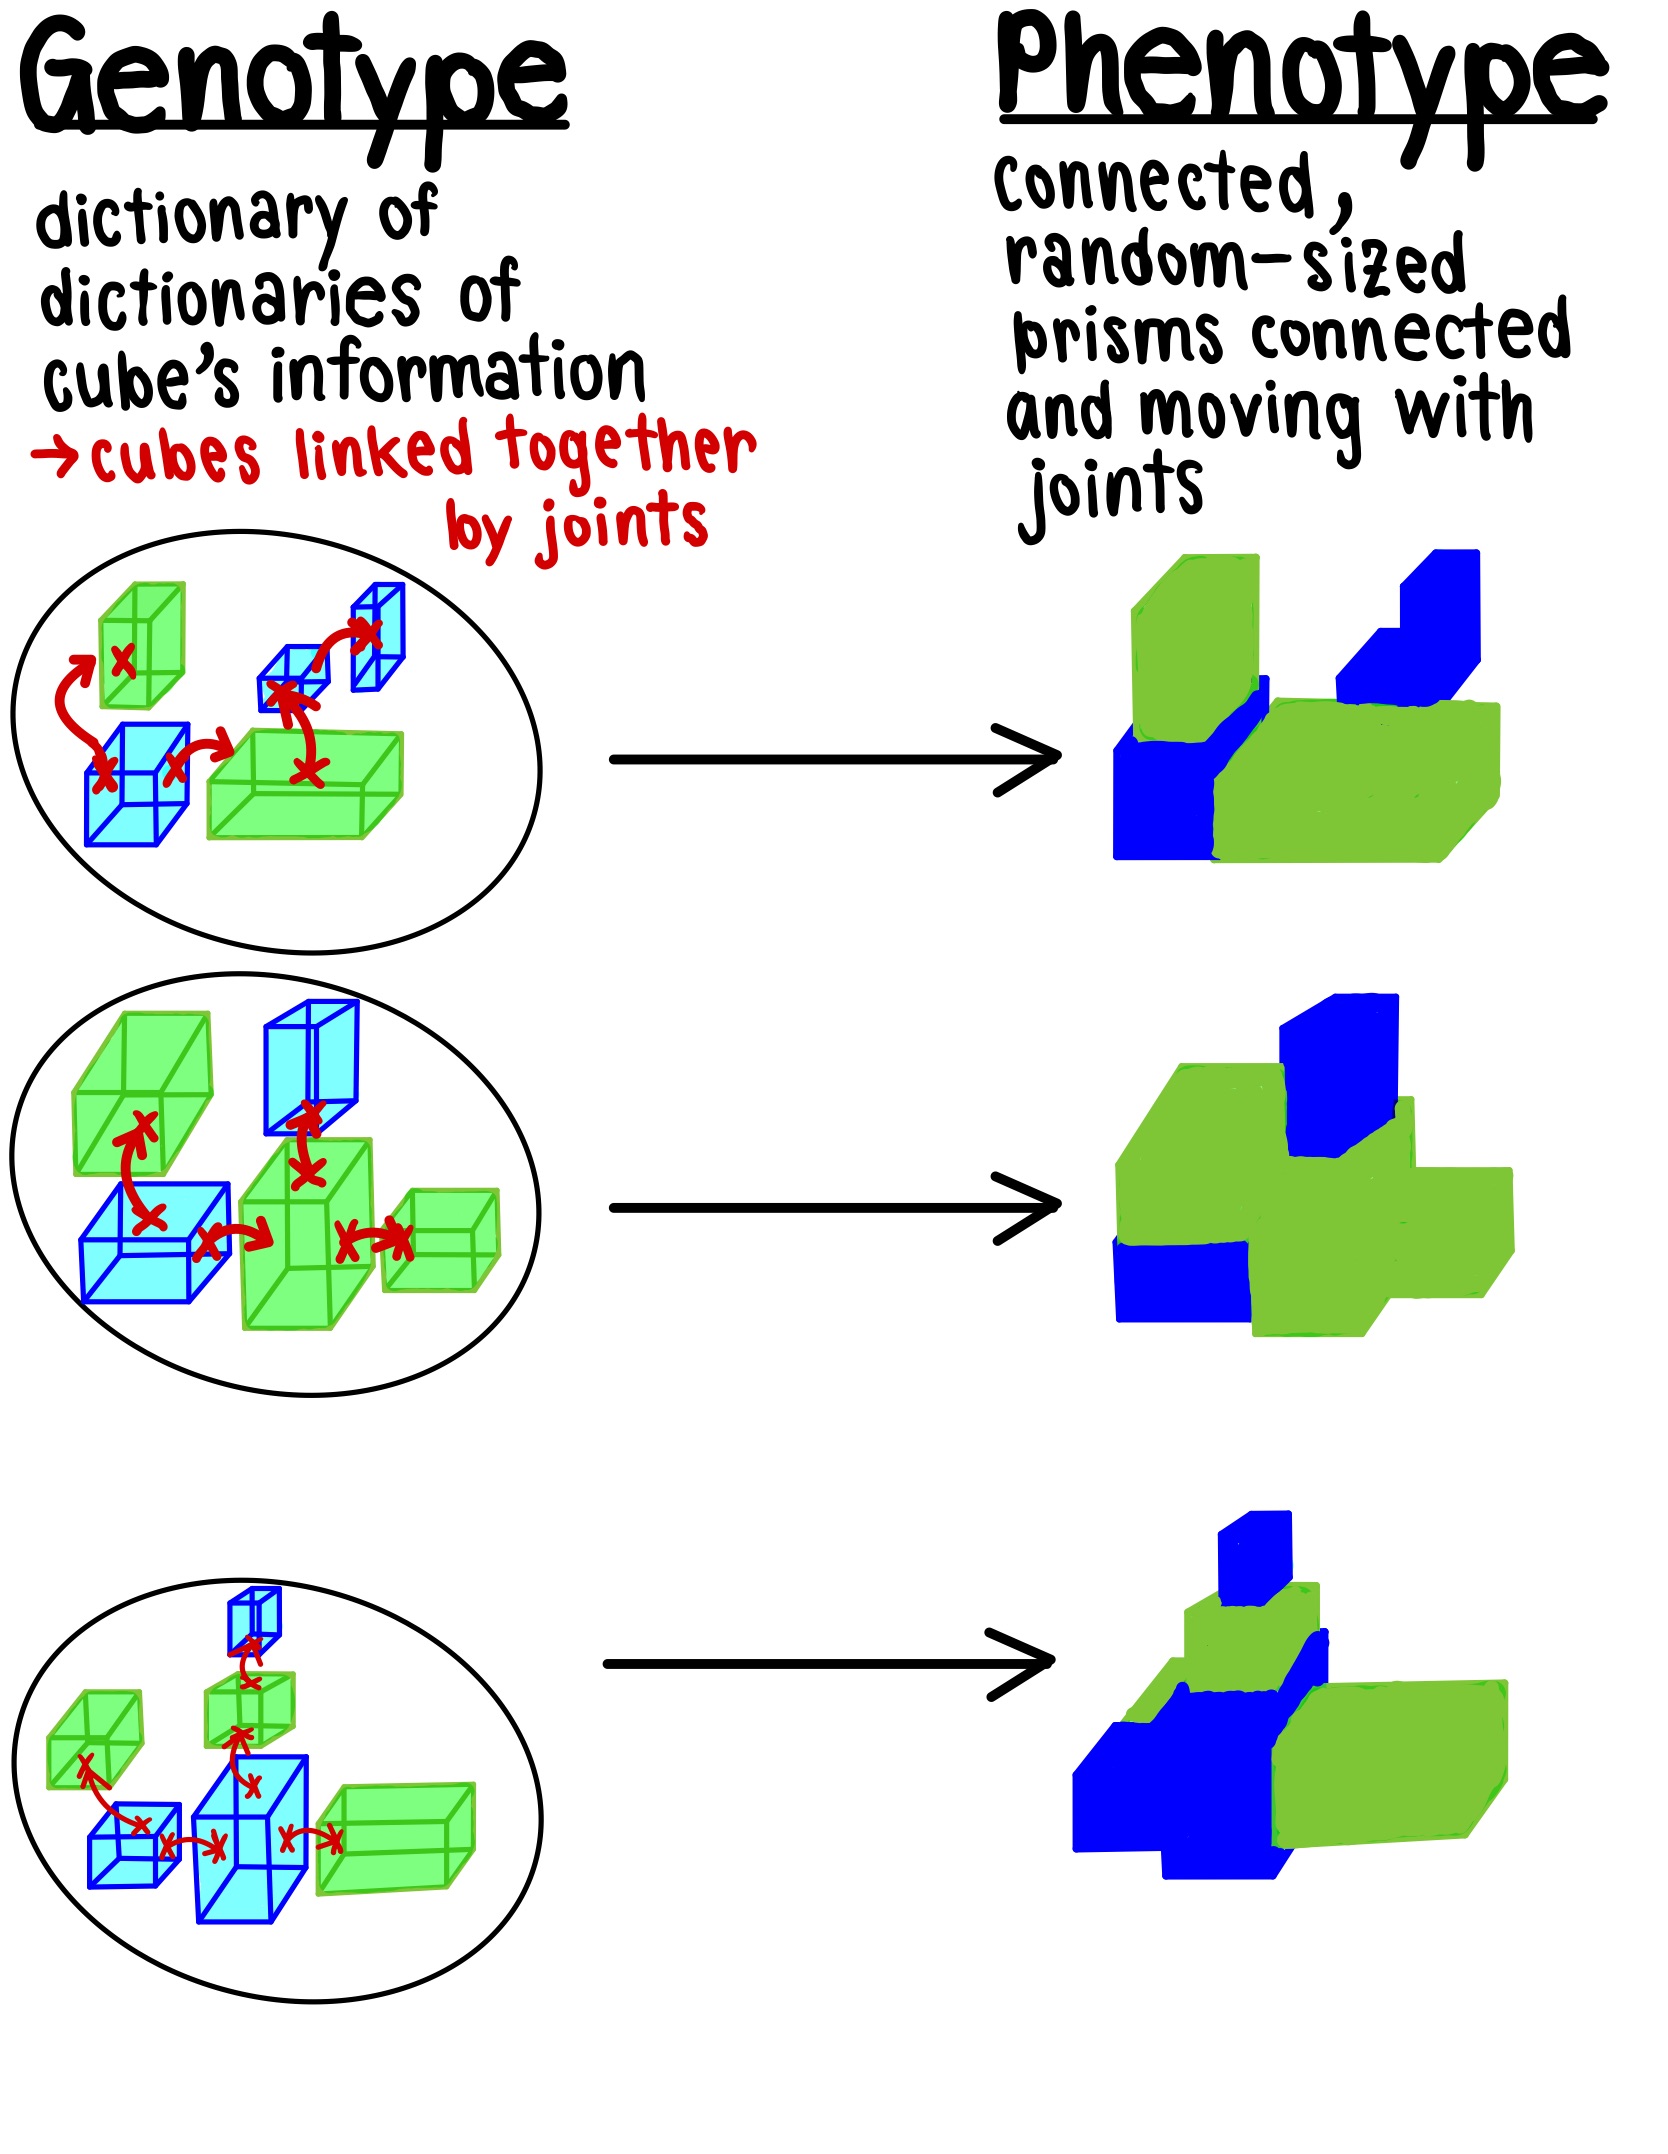 Genotype
dictionary of
dictionaries of
cube's information
→cubes linked together
by joints
Phenotype
connected,
random-sized
prisms connected
and moving with
joints